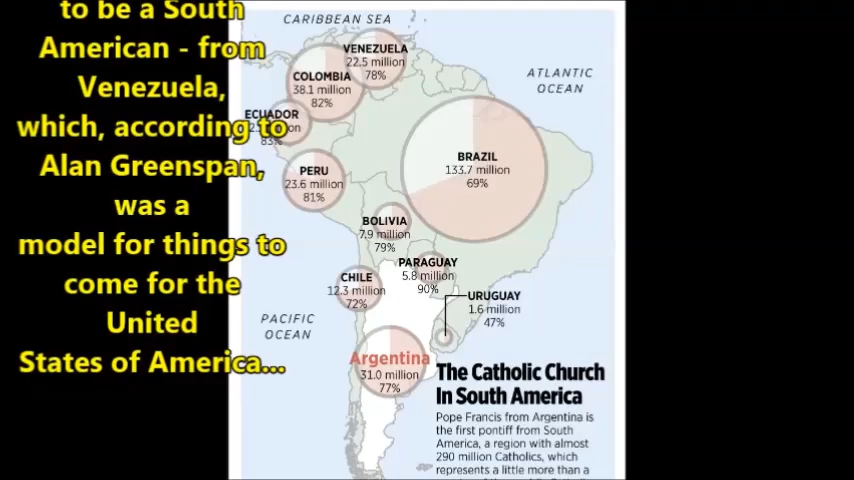 to be a South
American - from
Venezuela,
which, according to
Alan Greenspan,
was a
model for things to
come for the
United
States of America...
CARIBBEAN SEA
ATLANTIC
OCEAN
VENEZUELA
22.5 million
78%
COLOMBIA
38.1 million
82%
ECUADOR
83%
PERU
23.6 million
81%
BRAZIL
133.7 million
69%
BOLIVIA
7.9 million
79%
PARAGUAY
5.8 million
90%
CHILE
12.3 million
72%
URUGUAY
1.6 million
47%
PACIFIC
OCEAN
Argentina
31.0 million
77%
The Catholic Church
In South America
Pope Francis from Argentina is
the first pontiff from South
America, a region with almost
290 million Catholics, which
represents a little more than a